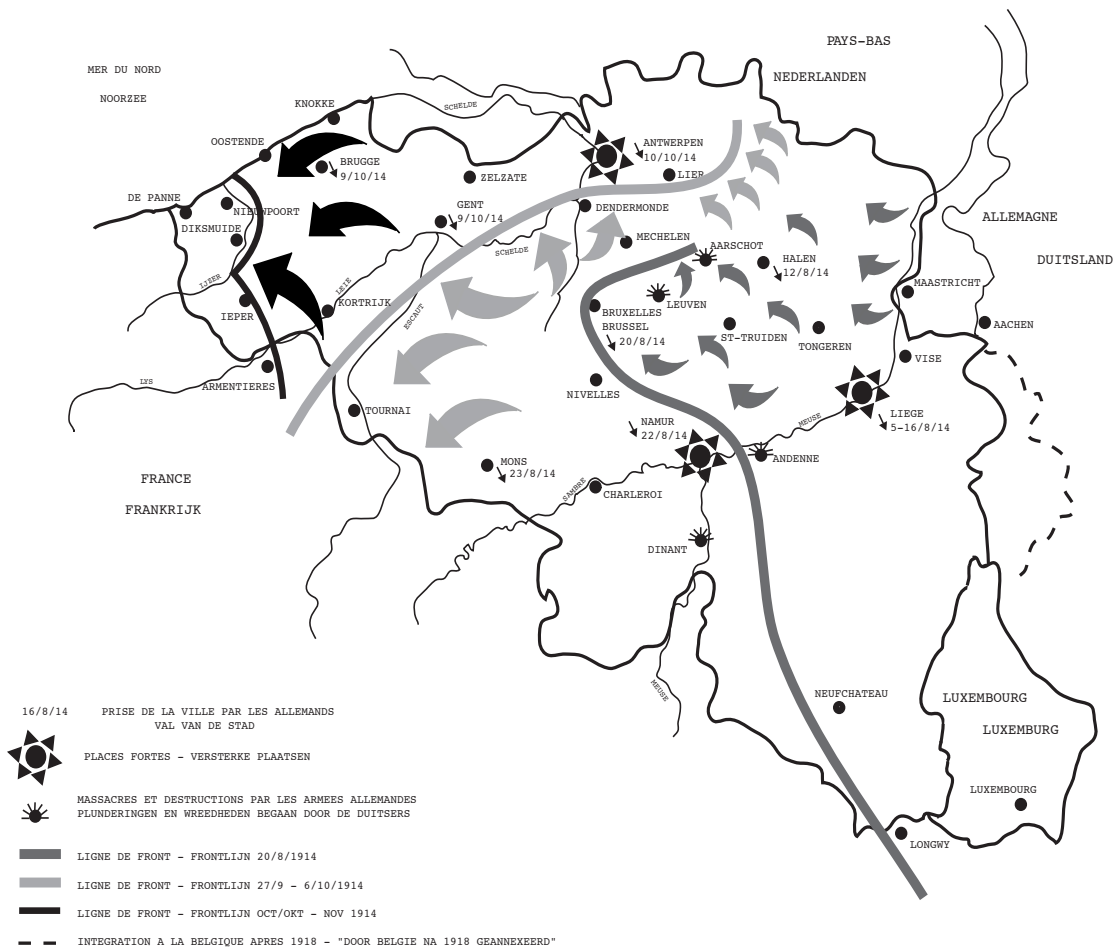 PAYS-BAS
NEDERLANDEN
MER DU NORD
NOORZEE
KNOKKE
SCHELDE
OOSTENDE
BRUGGE
9/10/14
ZELZATE
ANTWERPEN
10/10/14
LIER
DE PANNE
NIEUWPOORT
DIKSMUIDE
GENT
9/10/14
DENDERMONDE
MECHELEN
SCHELDE
AARSCHOT
HALEN
12/8/14
ALLEMAGNE
DUITSLAND
MAASTRICHT
AACHEN
IJZER
LEIE
IEPER
KORTRIJK
ESCAUT
LEUVEN
BRUXELLES
BRUSSEL
20/8/14
ST-TRUIDEN
TONGEREN
VISE
ARMENTIERES
LYS
TOURNAI
NIVELLES
NAMUR
22/8/14
MEUSE
LIEGE
5-16/8/14
ANDENNE
MONS
23/8/14
SAMBRE
CHARLEROI
FRANCE
FRANKRIJK
DINANT
MEUSE
NEUFCHATEAU
LUXEMBOURG
LUXEMBURG
LUXEMBOURG
LONGWY
16/8/14 PRISE DE LA VILLE PAR LES ALLEMANDS
VAL VAN DE STAD
PLACES FORTES - VERSTERKE PLAATSEN
MASSACRES ET DESTRUCTIONS PAR LES ARMEES ALLEMANDES
PLUNDERINGEN EN WREEDHEDEN BEGAAN DOOR DE DUITSERS
LIGNE DE FRONT - FRONTLIJN 20/8/1914
LIGNE DE FRONT - FRONTLIJN 27/9 - 6/10/1914
LIGNE DE FRONT - FRONTLIJN OCT/OKT - NOV 1914
INTEGRATION A LA BELGIQUE APRES 1918 - "DOOR BELGIE NA 1918 GEANNEXEERD"